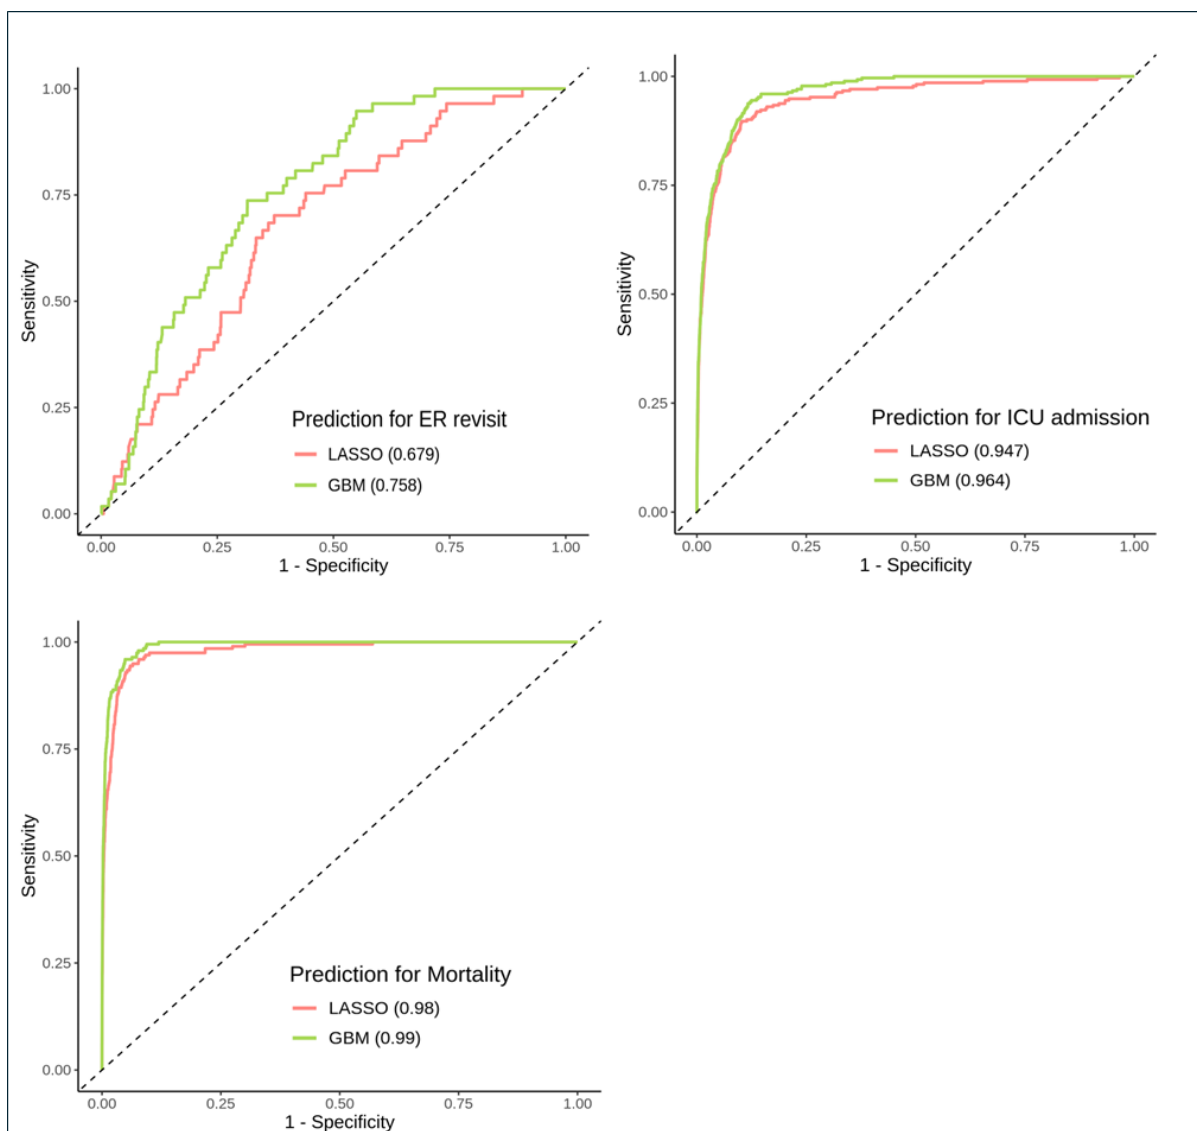 1.00
0.75
0.50
0.25
0.00
Sensitivity
Prediction for ER revisit
LASSO (0.679)
GBM (0.758)
0.00 0.25 0.50 0.75 1.00
1 - Specificity
1.00
0.75
0.50
0.25
0.00
Sensitivity
Prediction for ICU admission
LASSO (0.947)
GBM (0.964)
0.00 0.25 0.50 0.75 1.00
1 - Specificity
1.00
0.75
0.50
0.25
0.00
Sensitivity
Prediction for Mortality
LASSO (0.98)
GBM (0.99)
0.00 0.25 0.50 0.75 1.00
1 - Specificity